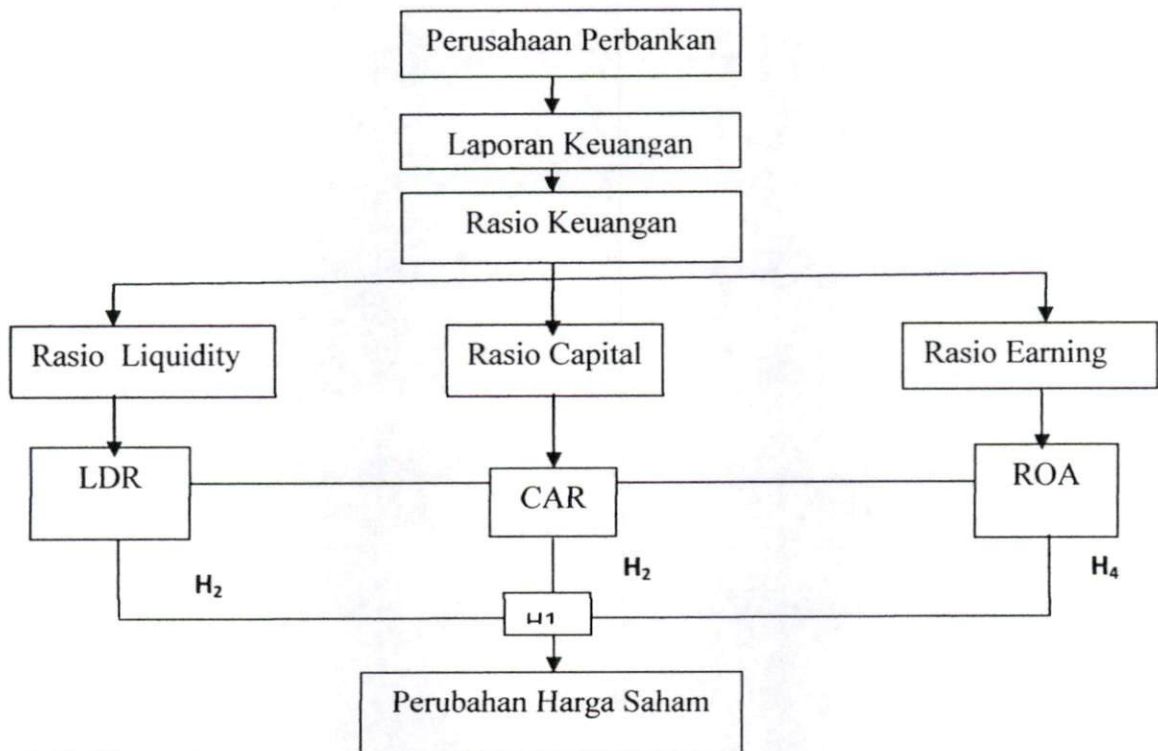 Perusahaan Perbankan
Laporan Keuangan
Rasio Keuangan
Rasio Liquidity
Rasio Capital
Rasio Earning
LDR
CAR
ROA
H₂
H₂
H₄
H1
Perubahan Harga Saham